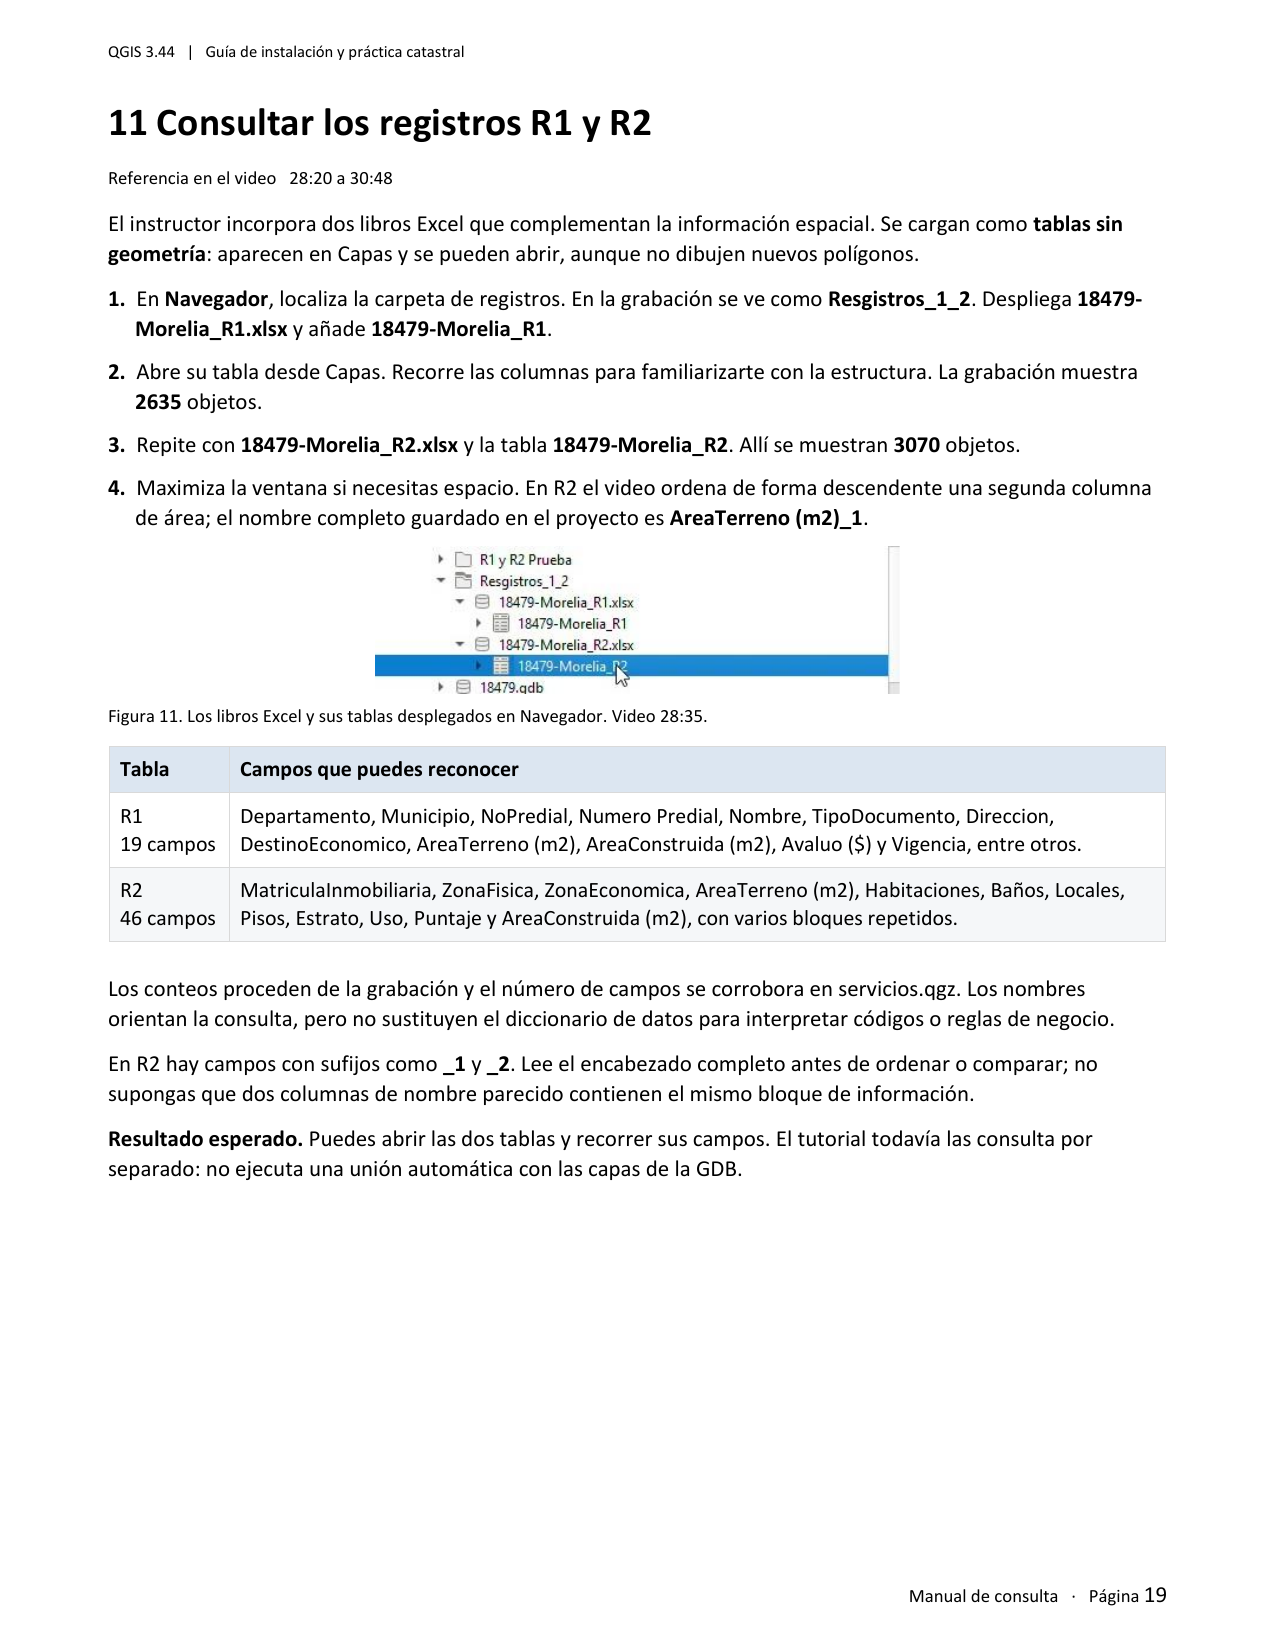 QGIS 3.44 | Guía de instalación y práctica catastral
11 Consultar los registros R1 y R2
Referencia en el video 28:20 a 30:48
El instructor incorpora dos libros Excel que complementan la información espacial. Se cargan como tablas sin
geometría: aparecen en Capas y se pueden abrir, aunque no dibujen nuevos polígonos.
1. En Navegador, localiza la carpeta de registros. En la grabación se ve como Resgistros_1_2. Despliega 18479-
Morelia_R1.xlsx y añade 18479-Morelia_R1.
2. Abre su tabla desde Capas. Recorre las columnas para familiarizarte con la estructura. La grabación muestra
2635 objetos.
3. Repite con 18479-Morelia_R2.xlsx y la tabla 18479-Morelia_R2. Allí se muestran 3070 objetos.
4. Maximiza la ventana si necesitas espacio. En R2 el video ordena de forma descendente una segunda columna
de área; el nombre completo guardado en el proyecto es AreaTerreno (m2)_1.
R1 y R2 Prueba
Resgistros_1_2
18479-Morelia_R1.xlsx
18479-Morelia_R1
18479-Morelia_R2.xlsx
18479-Morelia_R2
18479.gdb
Figura 11. Los libros Excel y sus tablas desplegados en Navegador. Video 28:35.
Tabla Campos que puedes reconocer
R1 Departamento, Municipio, NoPredial, Numero Predial, Nombre, TipoDocumento, Direccion,
19 campos DestinoEconomico, AreaTerreno (m2), AreaConstruida (m2), Avaluo ($) y Vigencia, entre otros.
R2 MatriculaInmobiliaria, ZonaFisica, ZonaEconomica, AreaTerreno (m2), Habitaciones, Baños, Locales,
46 campos Pisos, Estrato, Uso, Puntaje y AreaConstruida (m2), con varios bloques repetidos.
Los conteos proceden de la grabación y el número de campos se corrobora en servicios.qgz. Los nombres
orientan la consulta, pero no sustituyen el diccionario de datos para interpretar códigos o reglas de negocio.
En R2 hay campos con sufijos como _1 y _2. Lee el encabezado completo antes de ordenar o comparar; no
supongas que dos columnas de nombre parecido contienen el mismo bloque de información.
Resultado esperado. Puedes abrir las dos tablas y recorrer sus campos. El tutorial todavía las consulta por
separado: no ejecuta una unión automática con las capas de la GDB.
Manual de consulta · Página 19